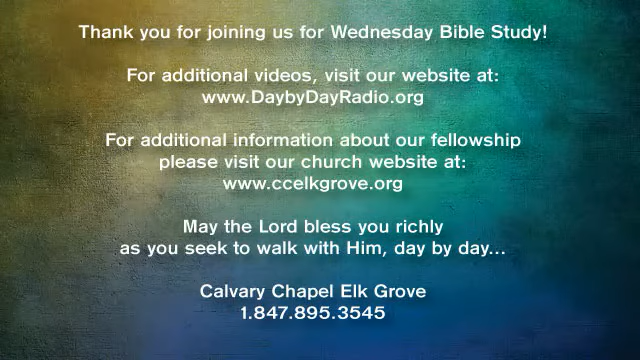 Thank you for joining us for Wednesday Bible Study!
For additional videos, visit our website at:
www.DaybyDayRadio.org
For additional information about our fellowship
please visit our church website at:
www.ccelkgrove.org
May the Lord bless you richly
as you seek to walk with Him, day by day...
Calvary Chapel Elk Grove
1.847.895.3545